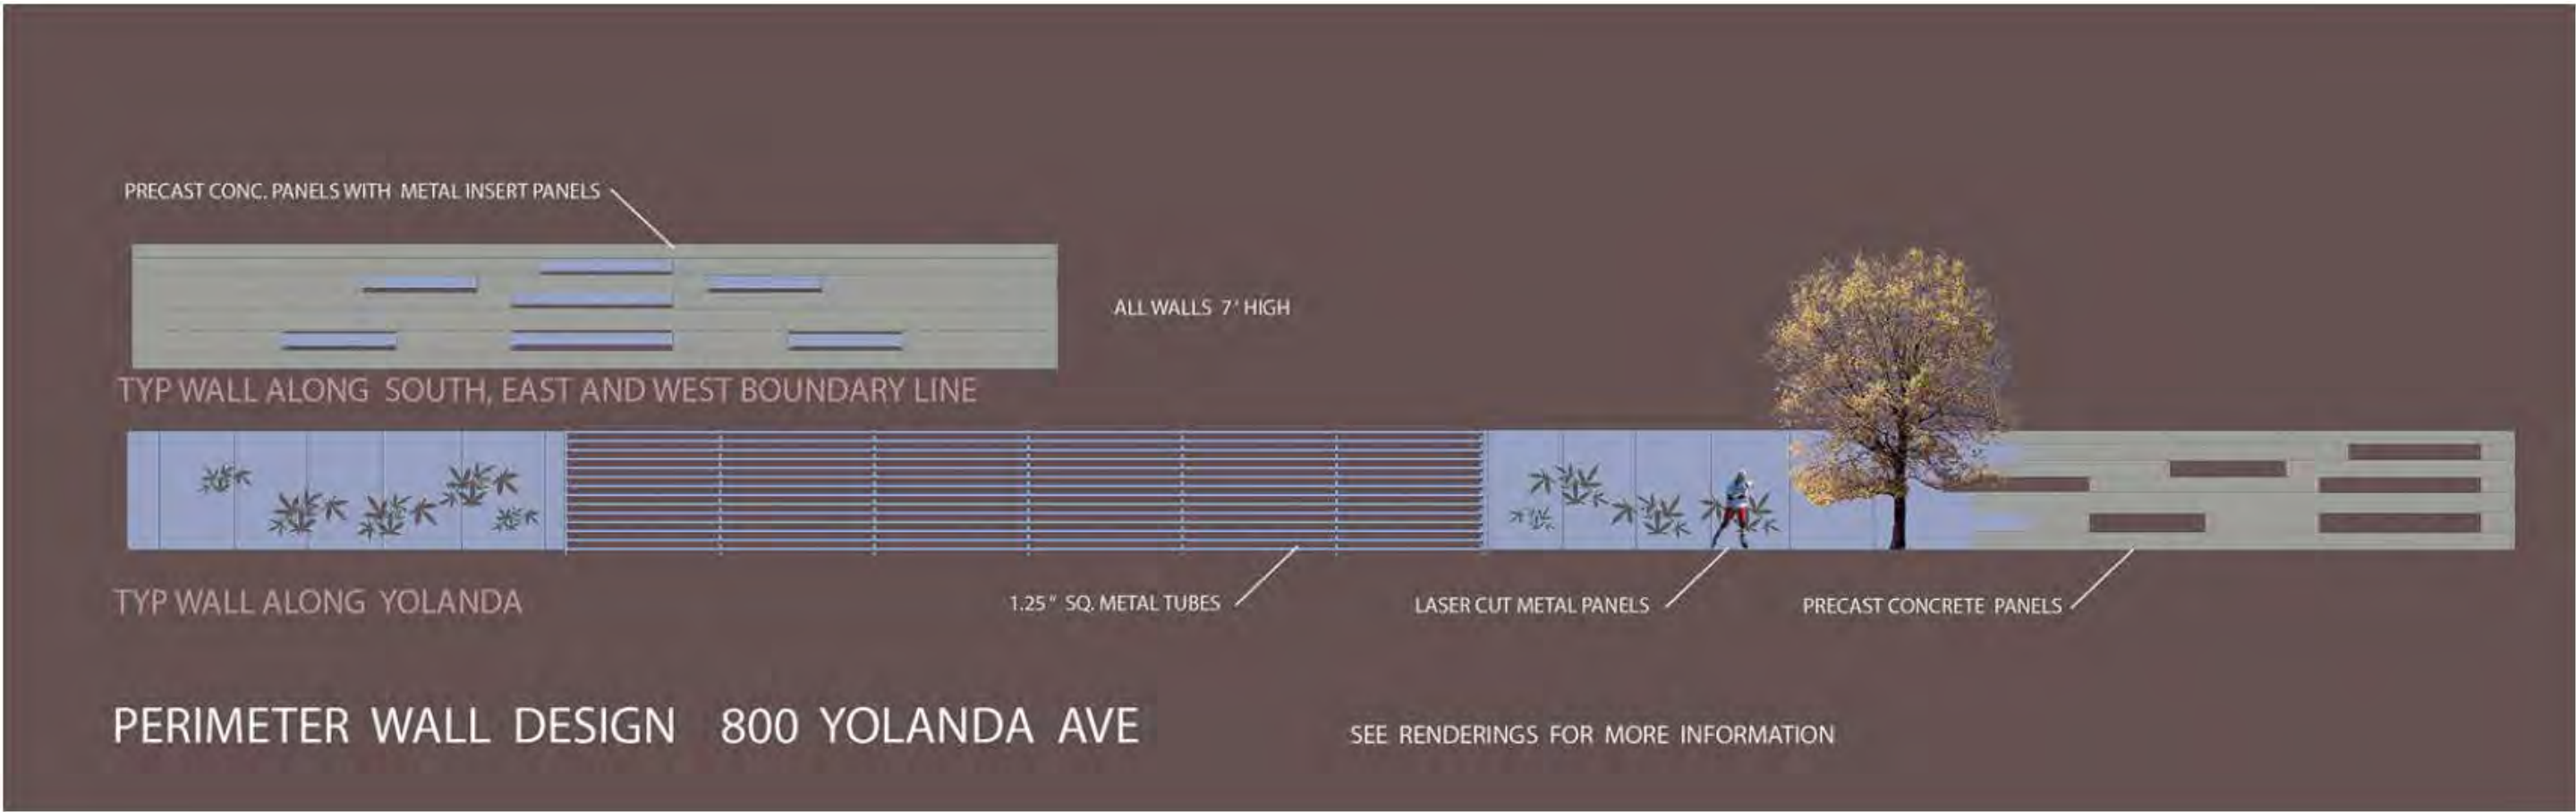 PRECAST CONC. PANELS WITH METAL INSERT PANELS
ALL WALLS 7' HIGH
TYP WALL ALONG SOUTH, EAST AND WEST BOUNDARY LINE
TYP WALL ALONG YOLANDA
1.25" SQ. METAL TUBES
LASER CUT METAL PANELS
PRECAST CONCRETE PANELS
PERIMETER WALL DESIGN 800 YOLANDA AVE
SEE RENDERINGS FOR MORE INFORMATION